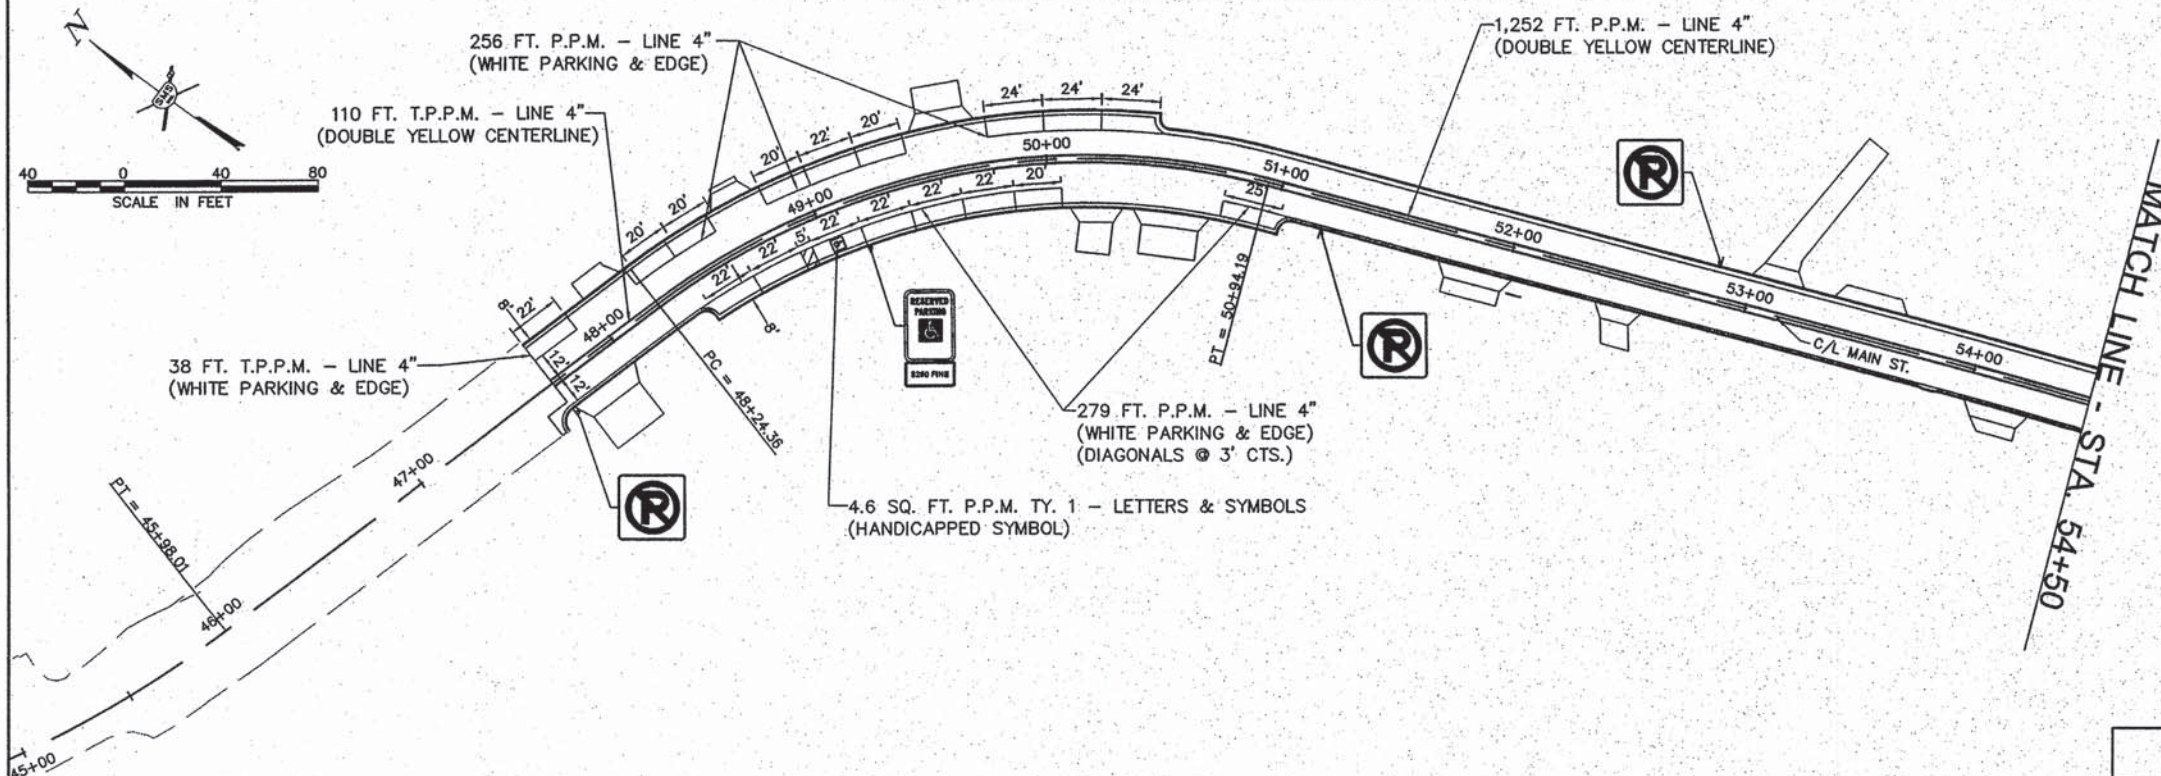 N
SMS
40 0 40 80
SCALE IN FEET
256 FT. P.P.M. – LINE 4"
(WHITE PARKING & EDGE)
110 FT. T.P.P.M. – LINE 4"
(DOUBLE YELLOW CENTERLINE)
1,252 FT. P.P.M. – LINE 4"
(DOUBLE YELLOW CENTERLINE)
38 FT. T.P.P.M. – LINE 4"
(WHITE PARKING & EDGE)
8'
22'
20'
20'
20'
22'
20'
24'
24'
24'
12'
12'
22'
22'
5'
22'
22'
22'
22'
20'
25'
8'
45+00
46+00
47+00
48+00
49+00
50+00
51+00
52+00
53+00
54+00
PT = 45+98.01
PC = 48+24.36
PT = 50+94.19
C/L MAIN ST.
R
R
R
R
RESERVED
PARKING
$250 FINE
279 FT. P.P.M. – LINE 4"
(WHITE PARKING & EDGE)
(DIAGONALS @ 3' CTS.)
4.6 SQ. FT. P.P.M. TY. 1 – LETTERS & SYMBOLS
(HANDICAPPED SYMBOL)
MATCH LINE - STA. 54+50